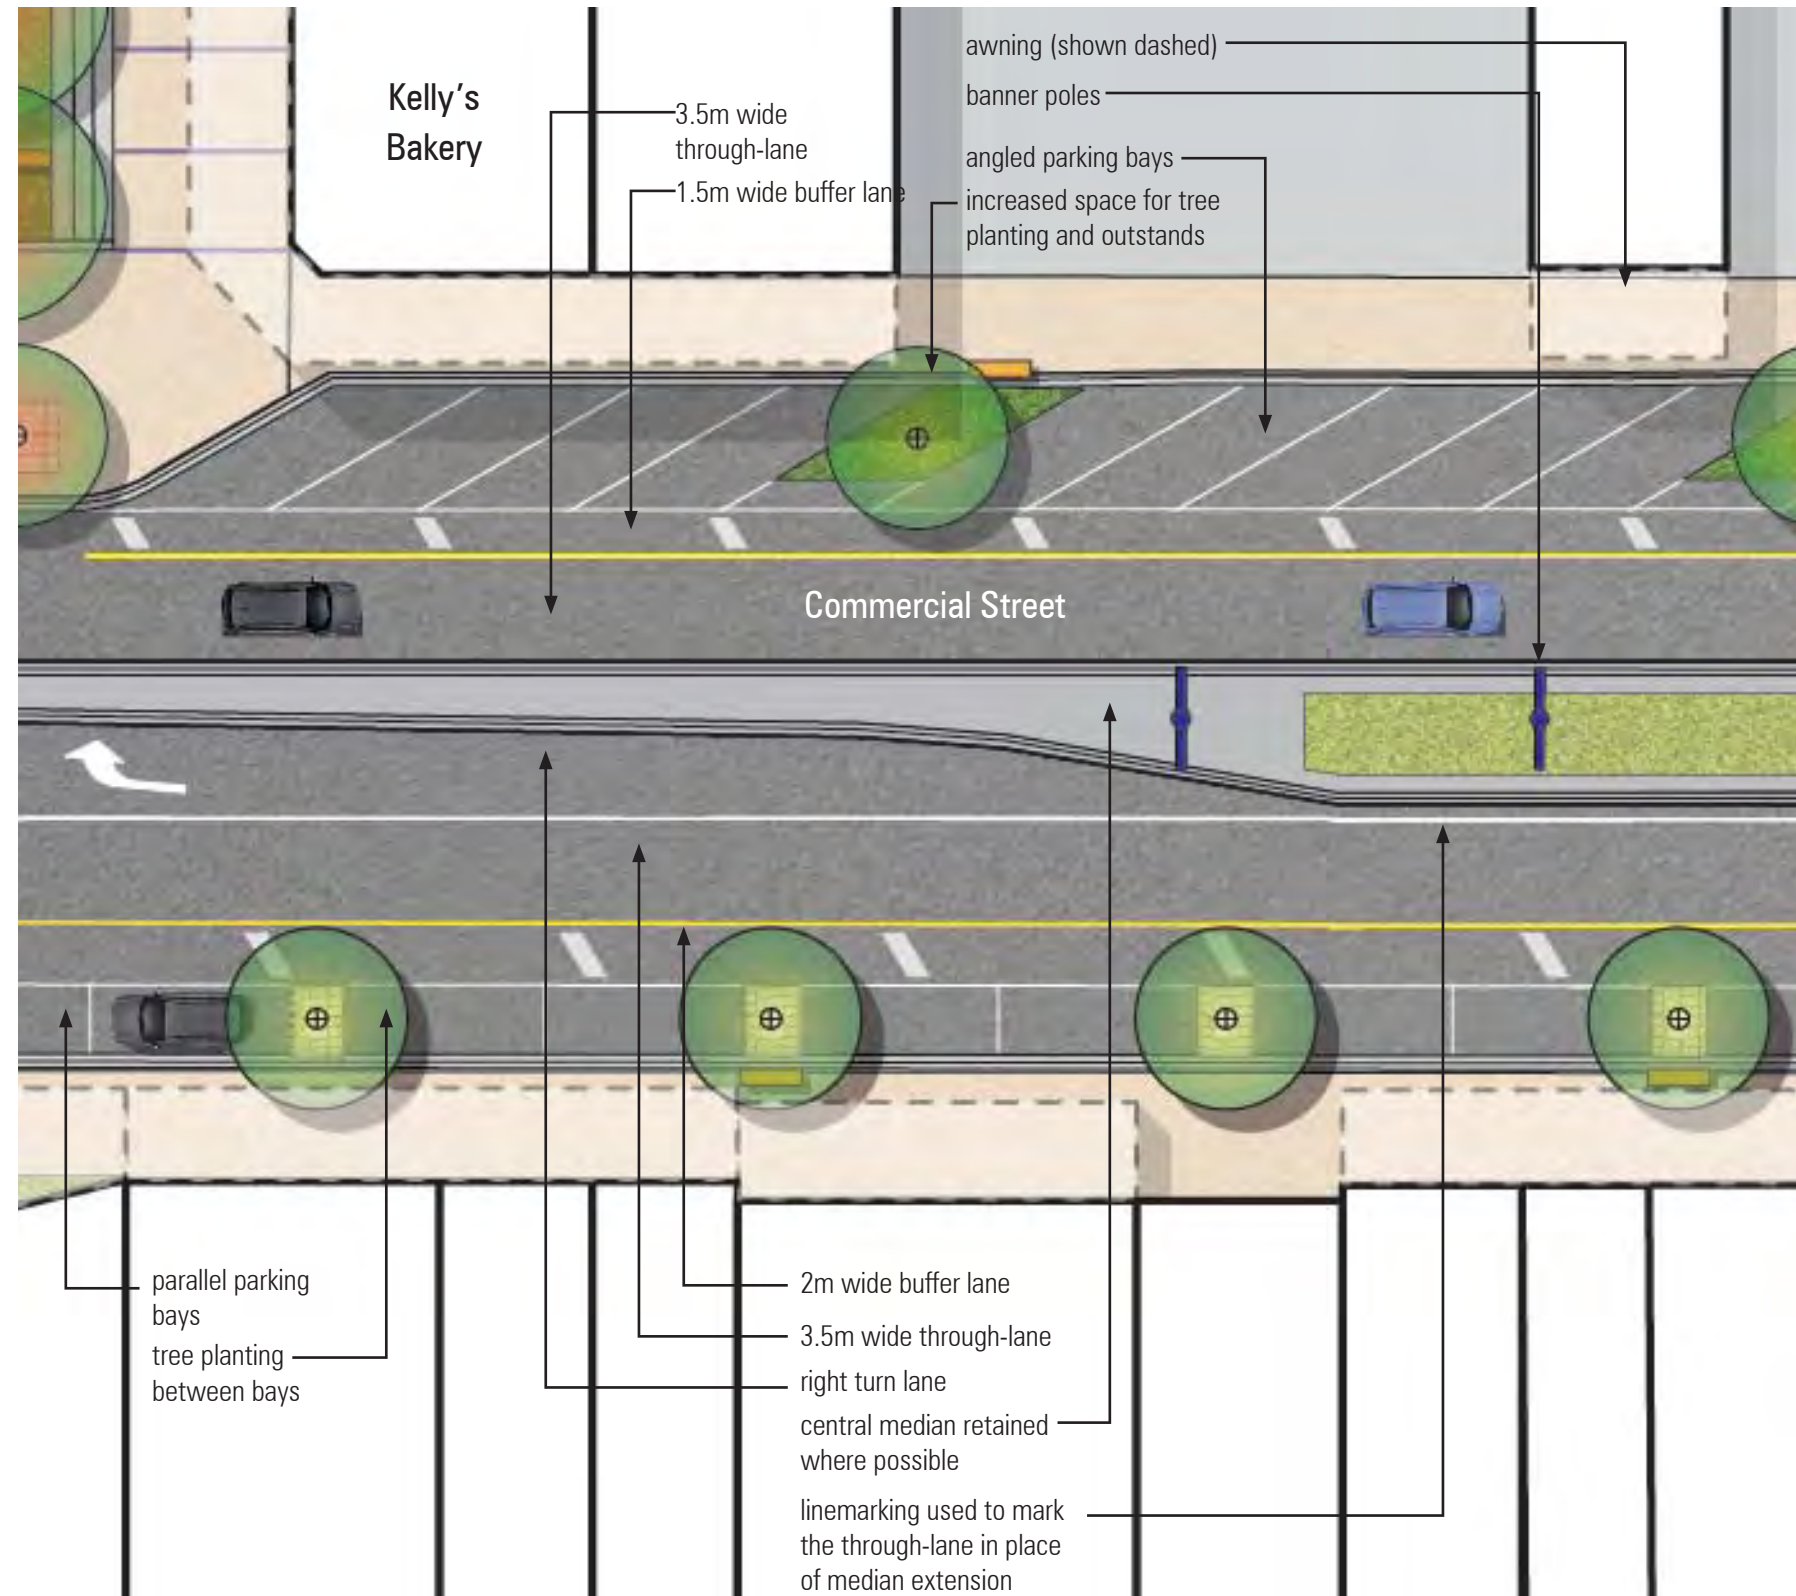 Kelly's
Bakery
3.5m wide
through-lane
1.5m wide buffer lane
awning (shown dashed)
banner poles
angled parking bays
increased space for tree
planting and outstands
Commercial Street
parallel parking
bays
tree planting
between bays
2m wide buffer lane
3.5m wide through-lane
right turn lane
central median retained
where possible
linemarking used to mark
the through-lane in place
of median extension